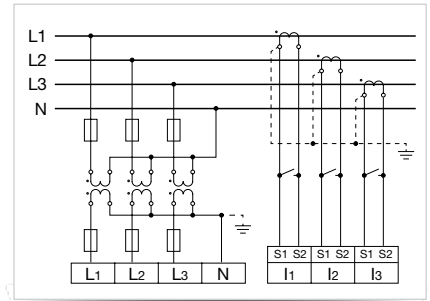 L1
L2
L3
N
S1 S2 S1 S2 S1 S2
L1 L2 L3 N I1 I2 I3